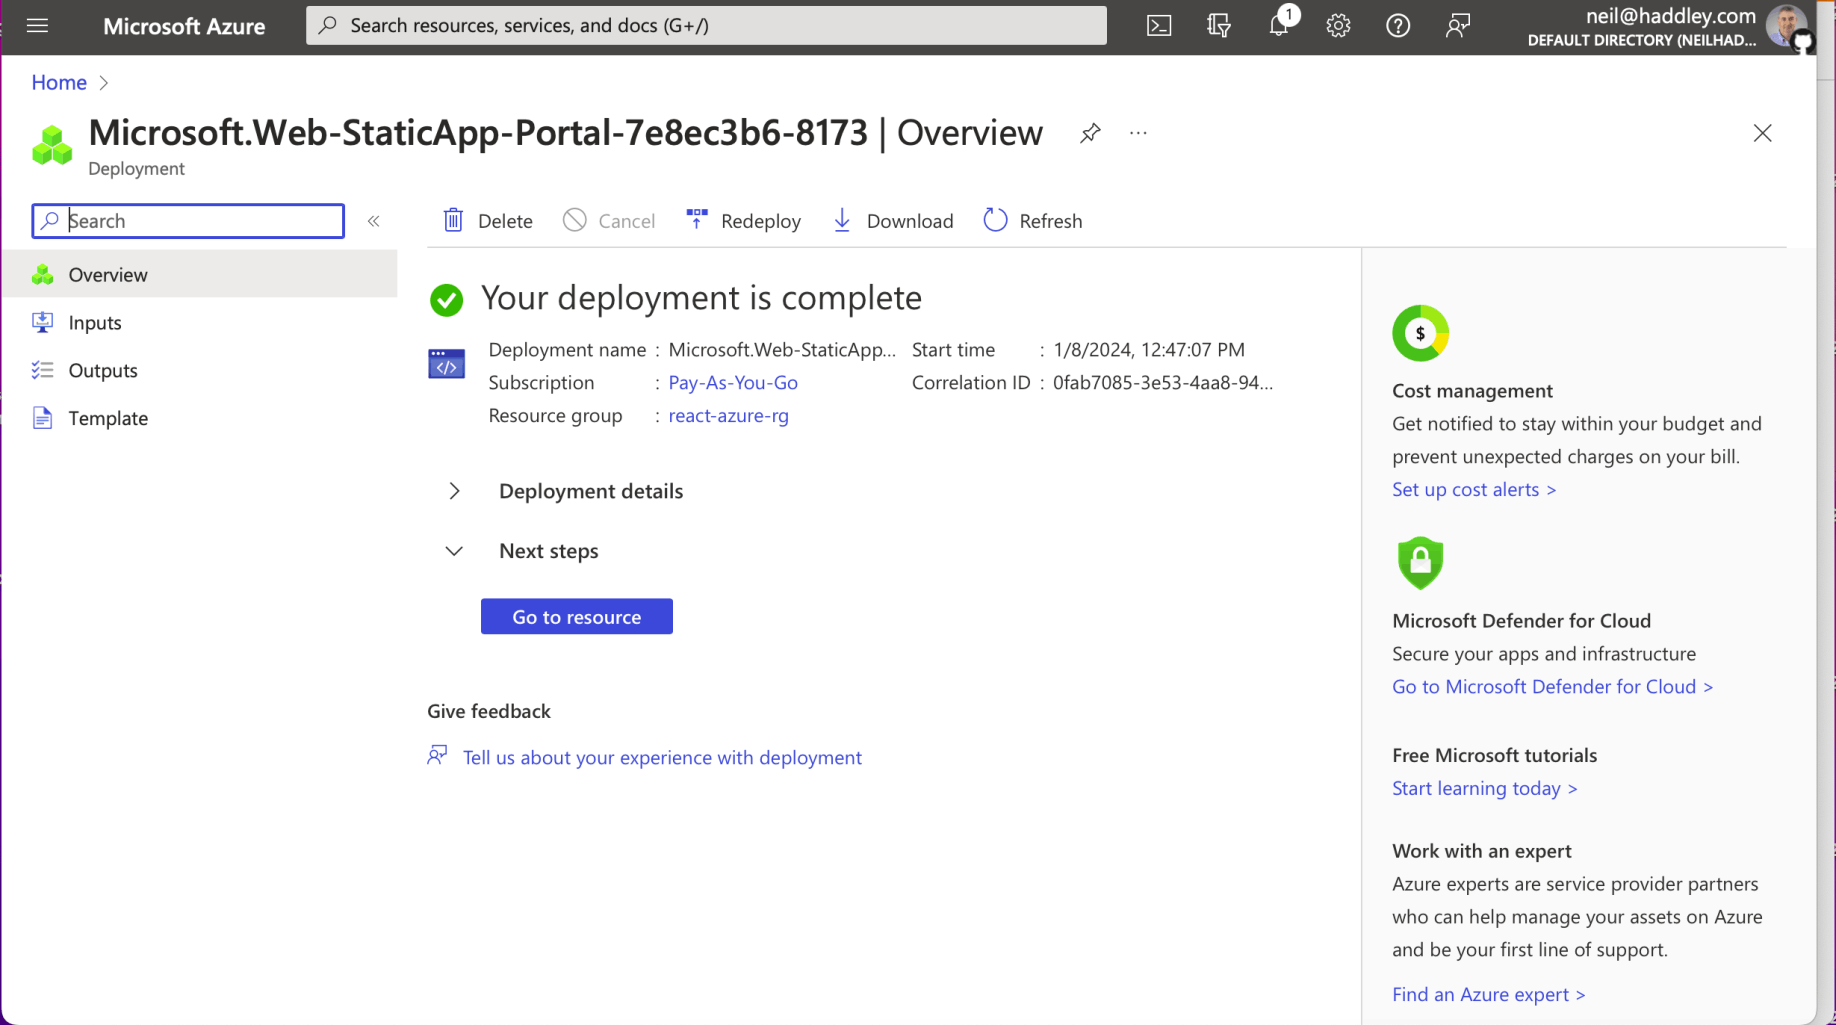 Microsoft Azure
Search resources, services, and docs (G+/)
1
neil@haddley.com
DEFAULT DIRECTORY (NEILHAD...
Home
Microsoft.Web-StaticApp-Portal-7e8ec3b6-8173 | Overview
Deployment
Search
Overview
Inputs
Outputs
Template
Delete
Cancel
Redeploy
Download
Refresh
Your deployment is complete
Deployment name : Microsoft.Web-StaticApp... Start time : 1/8/2024, 12:47:07 PM
Subscription : Pay-As-You-Go Correlation ID : 0fab7085-3e53-4aa8-94...
Resource group : react-azure-rg
Deployment details
Next steps
Go to resource
Give feedback
Tell us about your experience with deployment
$
Cost management
Get notified to stay within your budget and
prevent unexpected charges on your bill.
Set up cost alerts >
Microsoft Defender for Cloud
Secure your apps and infrastructure
Go to Microsoft Defender for Cloud >
Free Microsoft tutorials
Start learning today >
Work with an expert
Azure experts are service provider partners
who can help manage your assets on Azure
and be your first line of support.
Find an Azure expert >